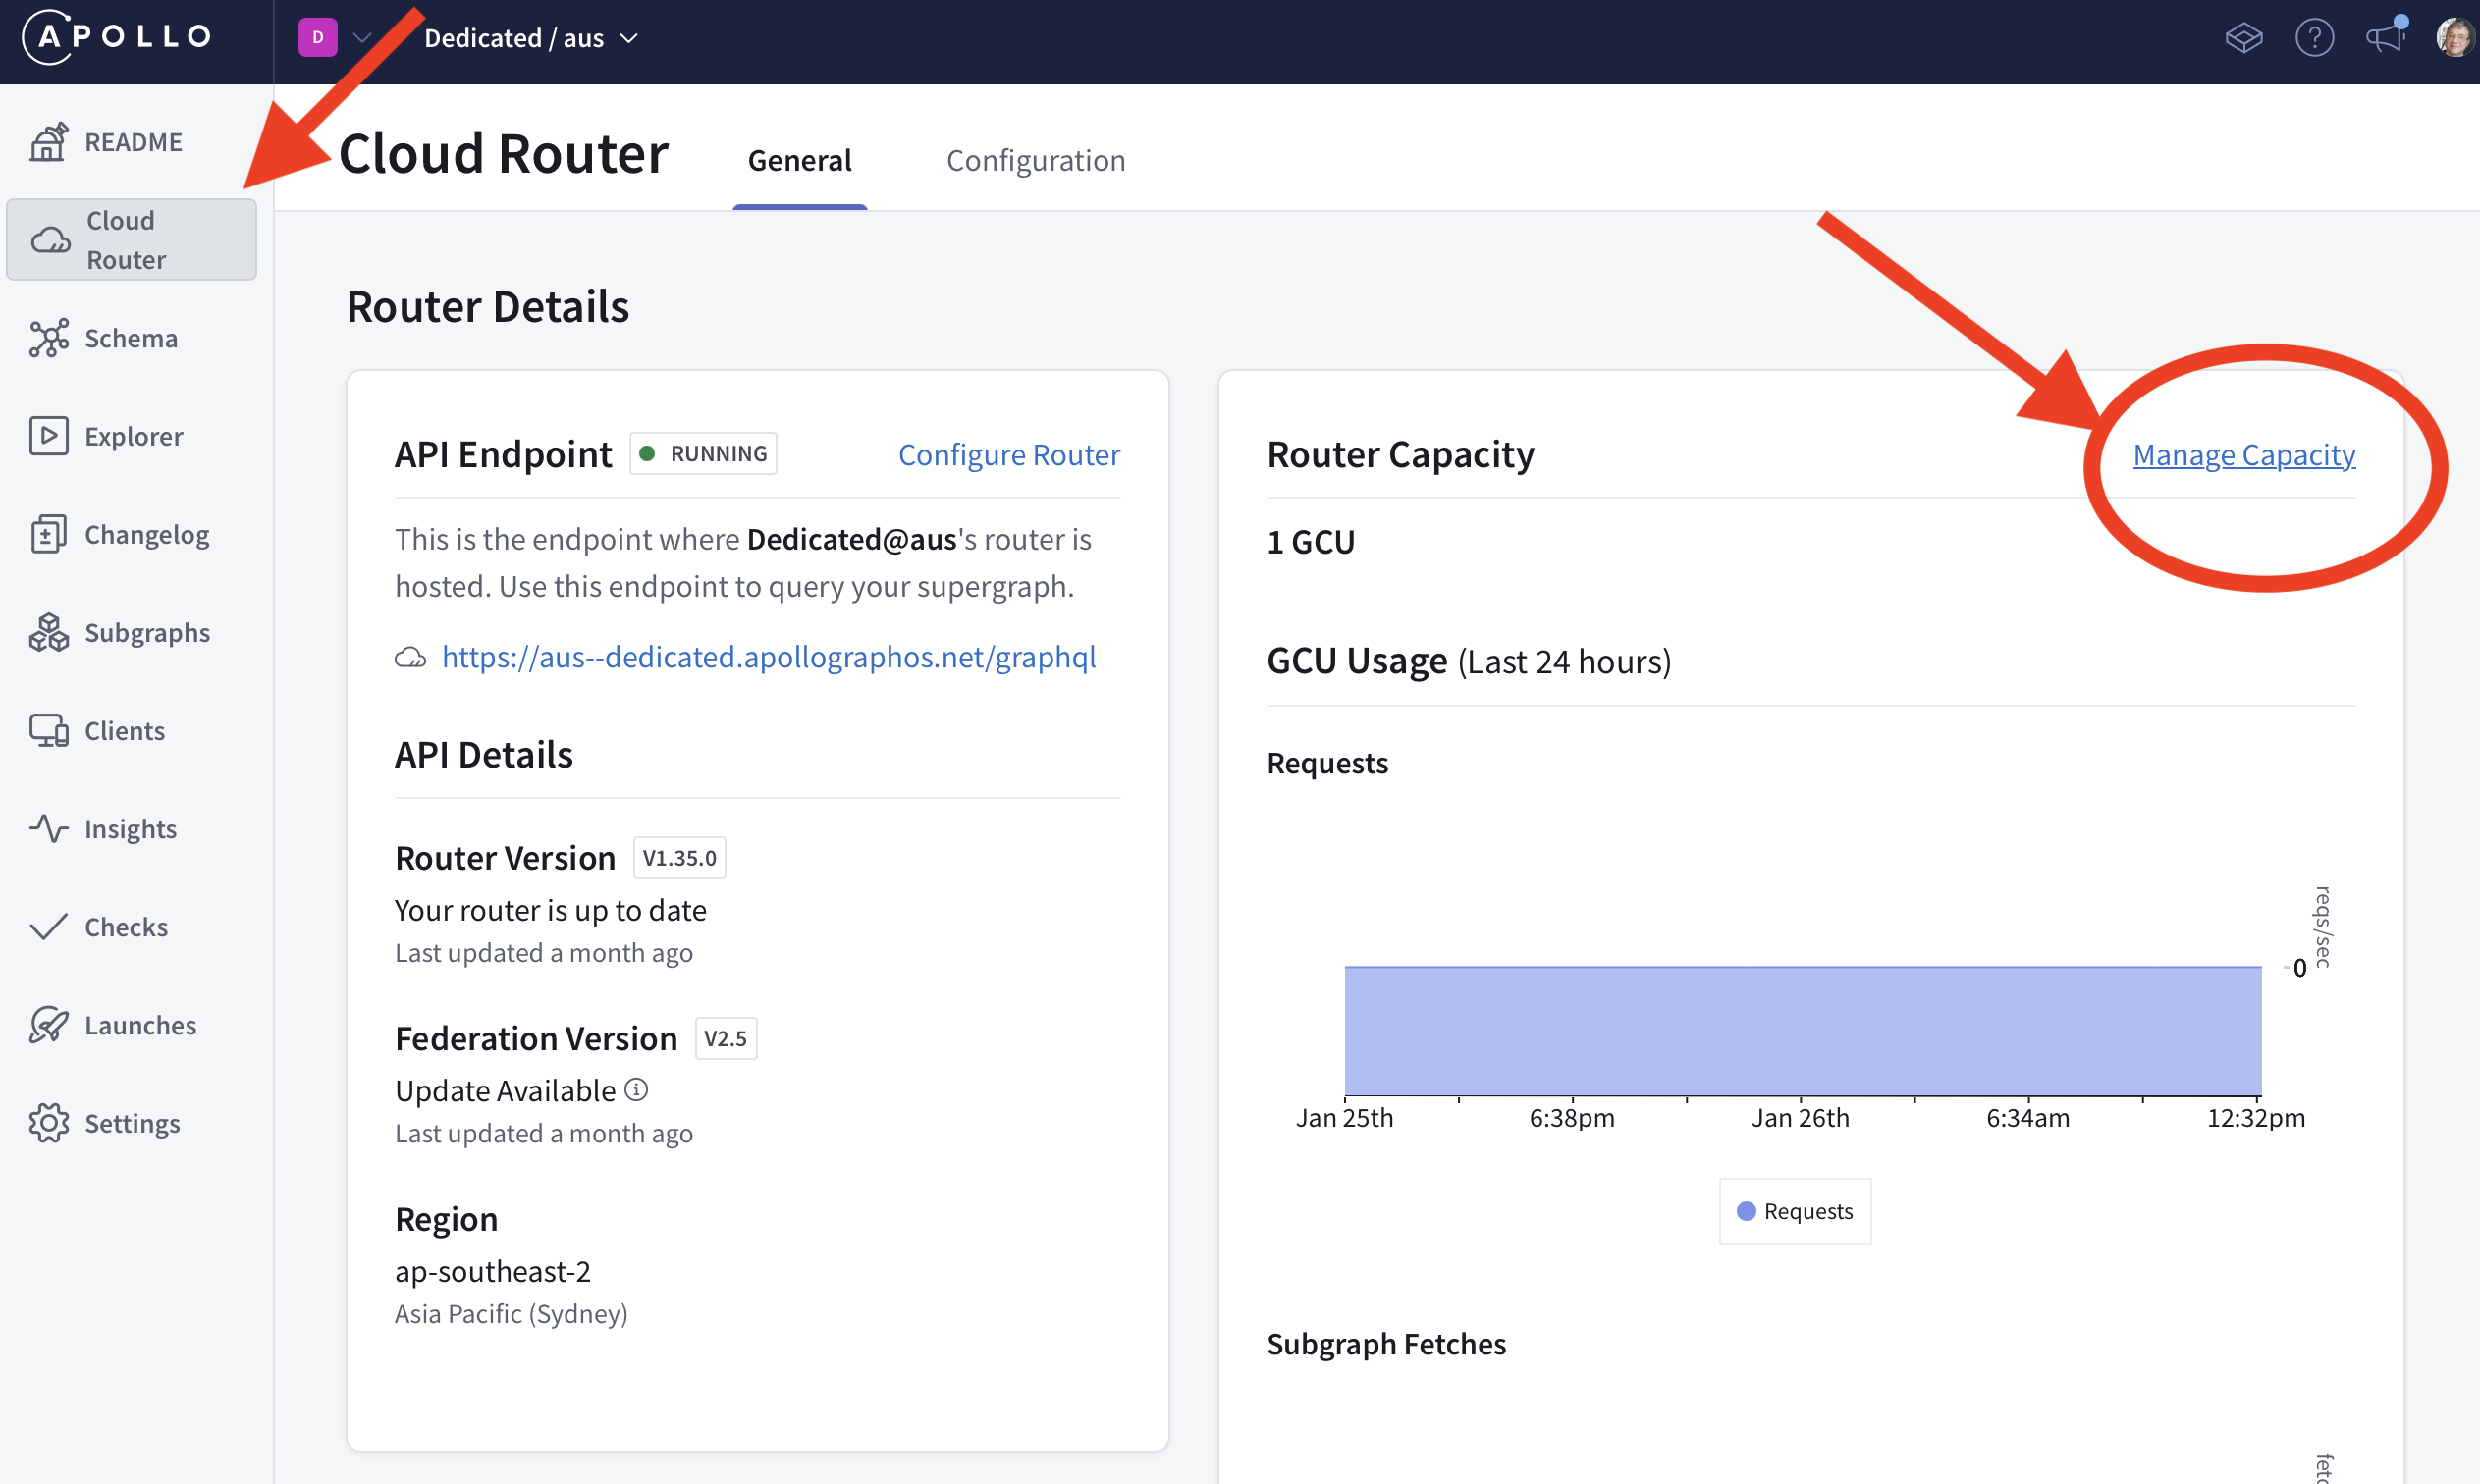 APOLLO
D
Dedicated / aus
README
Cloud
Router
Schema
Explorer
Changelog
Subgraphs
Clients
Insights
Checks
Launches
Settings
Cloud Router
General
Configuration
Router Details
API Endpoint
RUNNING
Configure Router
This is the endpoint where Dedicated@aus's router is
hosted. Use this endpoint to query your supergraph.
https://aus--dedicated.apollographos.net/graphql
API Details
Router Version
V1.35.0
Your router is up to date
Last updated a month ago
Federation Version
V2.5
Update Available
Last updated a month ago
Region
ap-southeast-2
Asia Pacific (Sydney)
Router Capacity
Manage Capacity
1 GCU
GCU Usage (Last 24 hours)
Requests
reqs/sec
0
Jan 25th
6:38pm
Jan 26th
6:34am
12:32pm
Requests
Subgraph Fetches